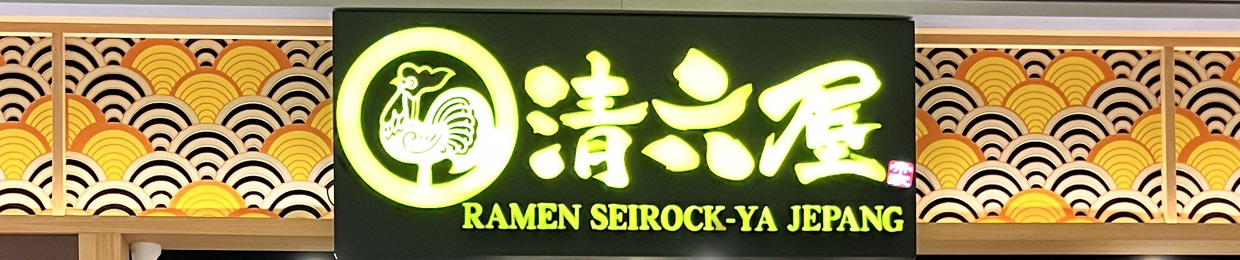 清六屋
RAMEN SEIROCK-YA JEPANG